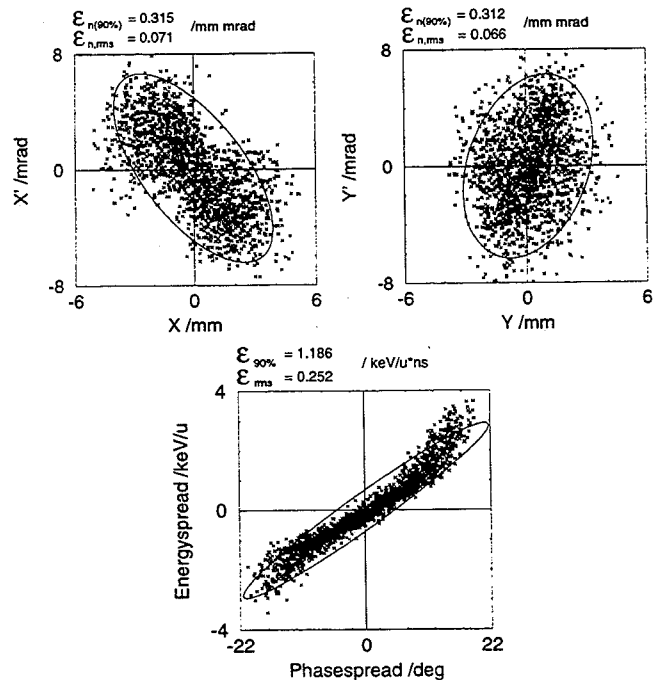 Ɛ n(90%) = 0.315 /mm mrad
Ɛ n,rms = 0.071
8
0
-8
-6 0 6
X' /mrad
X /mm
Ɛ n(90%) = 0.312 /mm mrad
Ɛ n,rms = 0.066
8
0
-8
-6 0 6
Y' /mrad
Y /mm
Ɛ 90% = 1.186 / keV/u*ns
Ɛ rms = 0.252
4
0
-4
-22 0 22
Energyspread /keV/u
Phasespread /deg